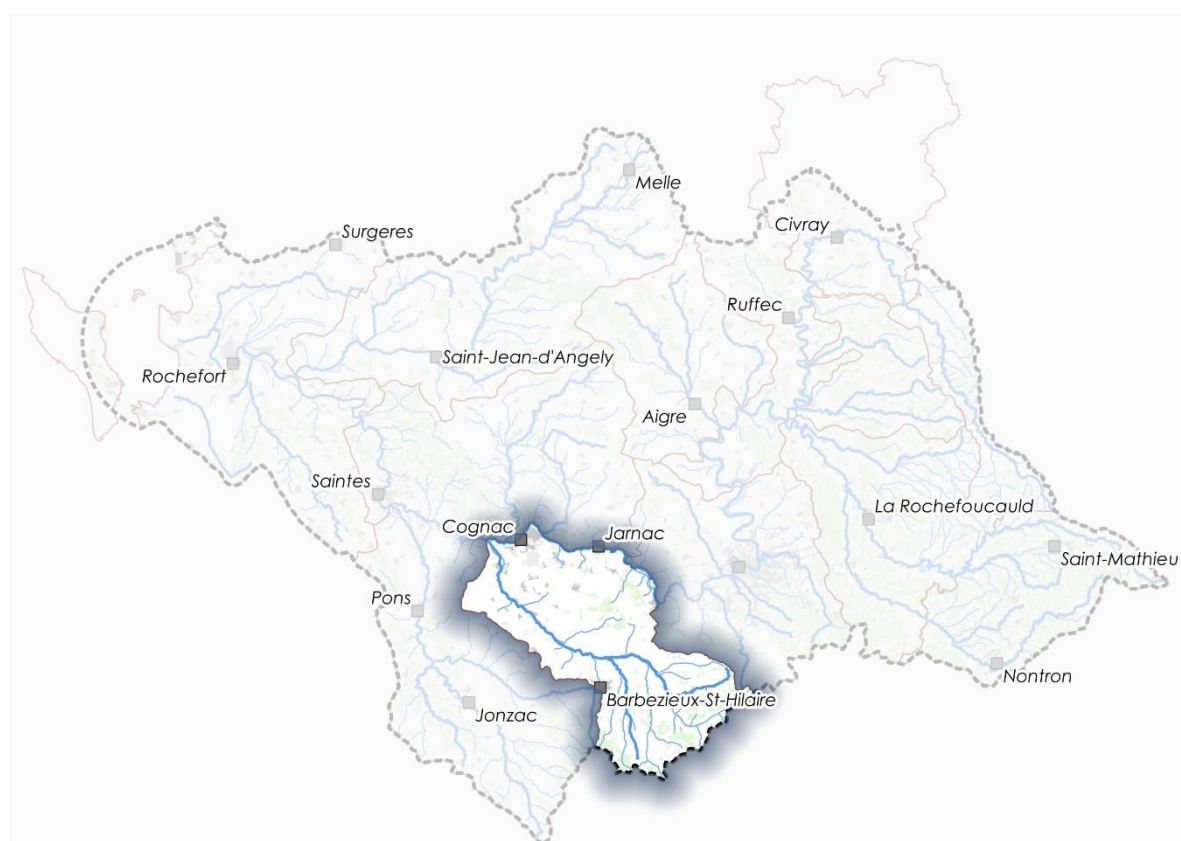 Melle
Civray
Surgeres
Ruffec
Saint-Jean-d'Angely
Rochefort
Aigre
Saintes
La Rochefoucauld
Cognac
Jarnac
Saint-Mathieu
Pons
Nontron
Barbezieux-St-Hilaire
Jonzac